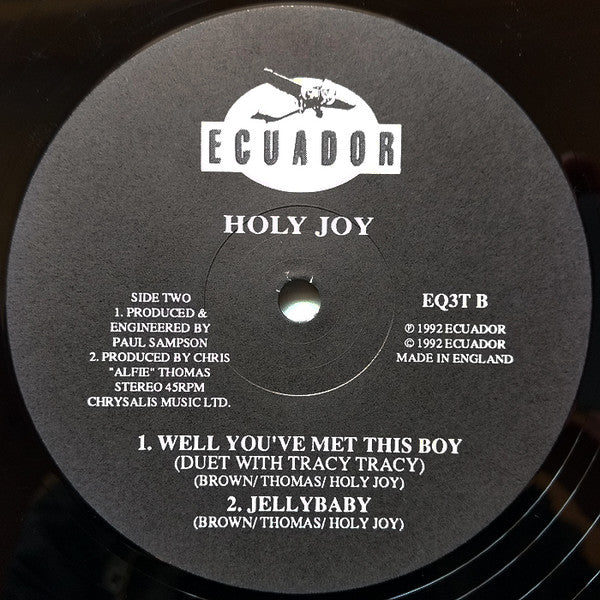 ECUADOR
HOLY JOY
SIDE TWO
1. PRODUCED &
ENGINEERED BY
PAUL SAMPSON
2. PRODUCED BY CHRIS
"ALFIE" THOMAS
STEREO 45RPM
CHRYSALIS MUSIC LTD.
EQ3T B
℗ 1992 ECUADOR
© 1992 ECUADOR
MADE IN ENGLAND
1. WELL YOU'VE MET THIS BOY
(DUET WITH TRACY TRACY)
(BROWN/ THOMAS/ HOLY JOY)
2. JELLYBABY
(BROWN/ THOMAS/ HOLY JOY)